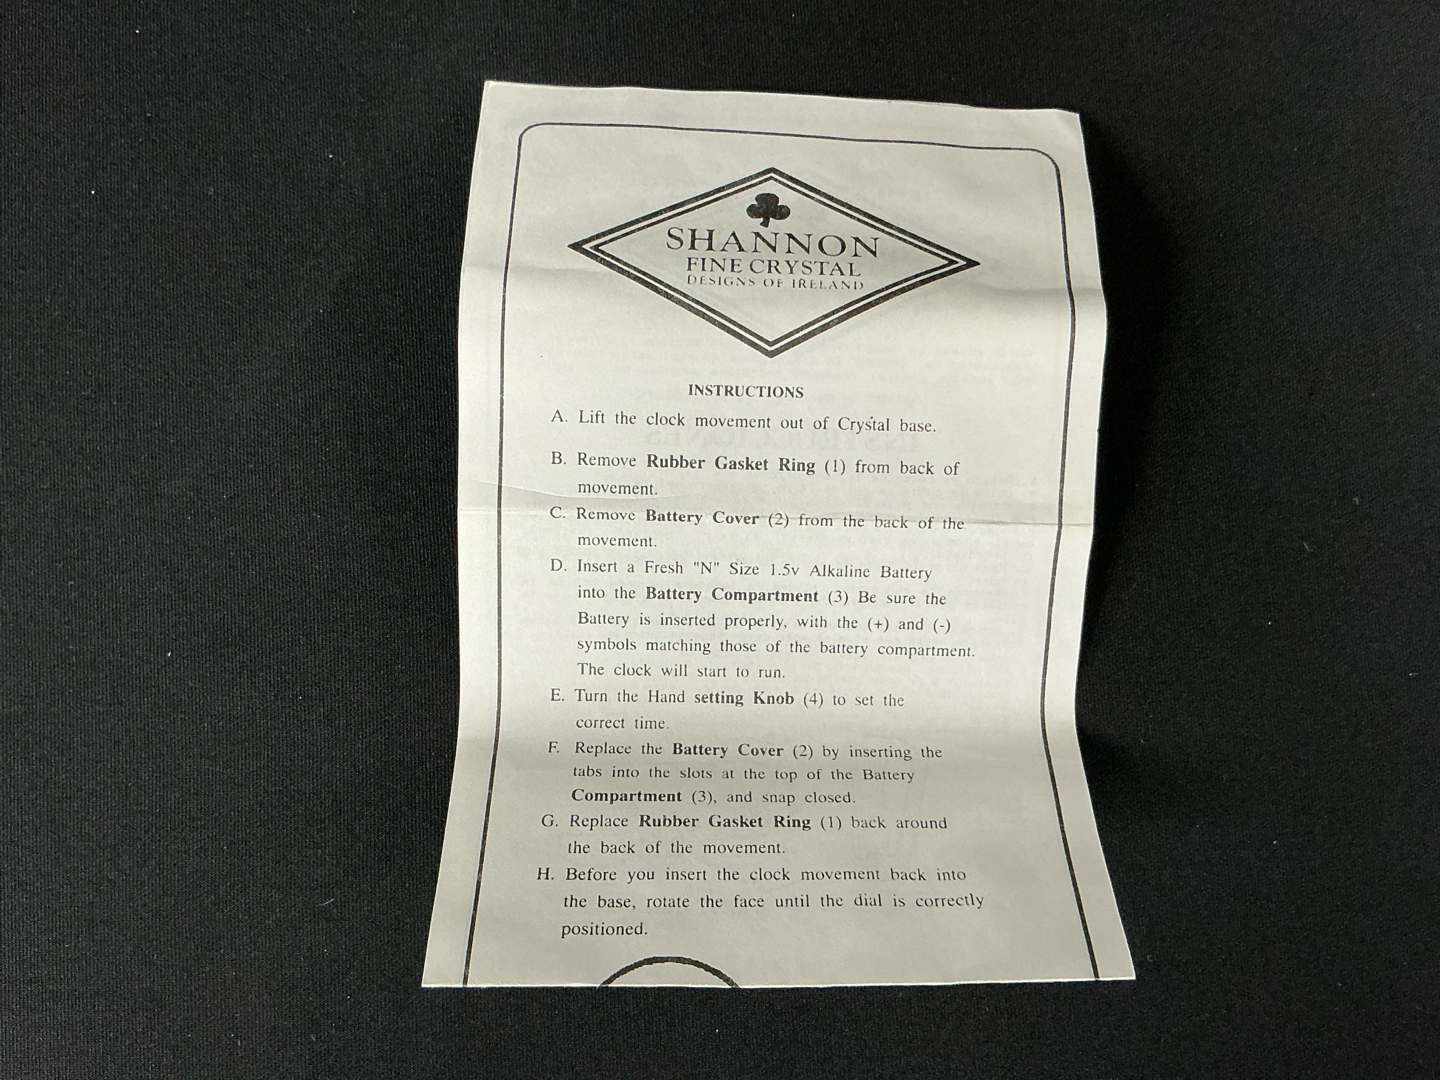 SHANNON
FINE CRYSTAL
DESIGNS OF IRELAND
INSTRUCTIONS
A. Lift the clock movement out of Crystal base.
B. Remove Rubber Gasket Ring (1) from back of
movement.
C. Remove Battery Cover (2) from the back of the
movement.
D. Insert a Fresh "N" Size 1.5v Alkaline Battery
into the Battery Compartment (3) Be sure the
Battery is inserted properly, with the (+) and (-)
symbols matching those of the battery compartment.
The clock will start to run.
E. Turn the Hand setting Knob (4) to set the
correct time.
F. Replace the Battery Cover (2) by inserting the
tabs into the slots at the top of the Battery
Compartment (3), and snap closed.
G. Replace Rubber Gasket Ring (1) back around
the back of the movement.
H. Before you insert the clock movement back into
the base, rotate the face until the dial is correctly
positioned.